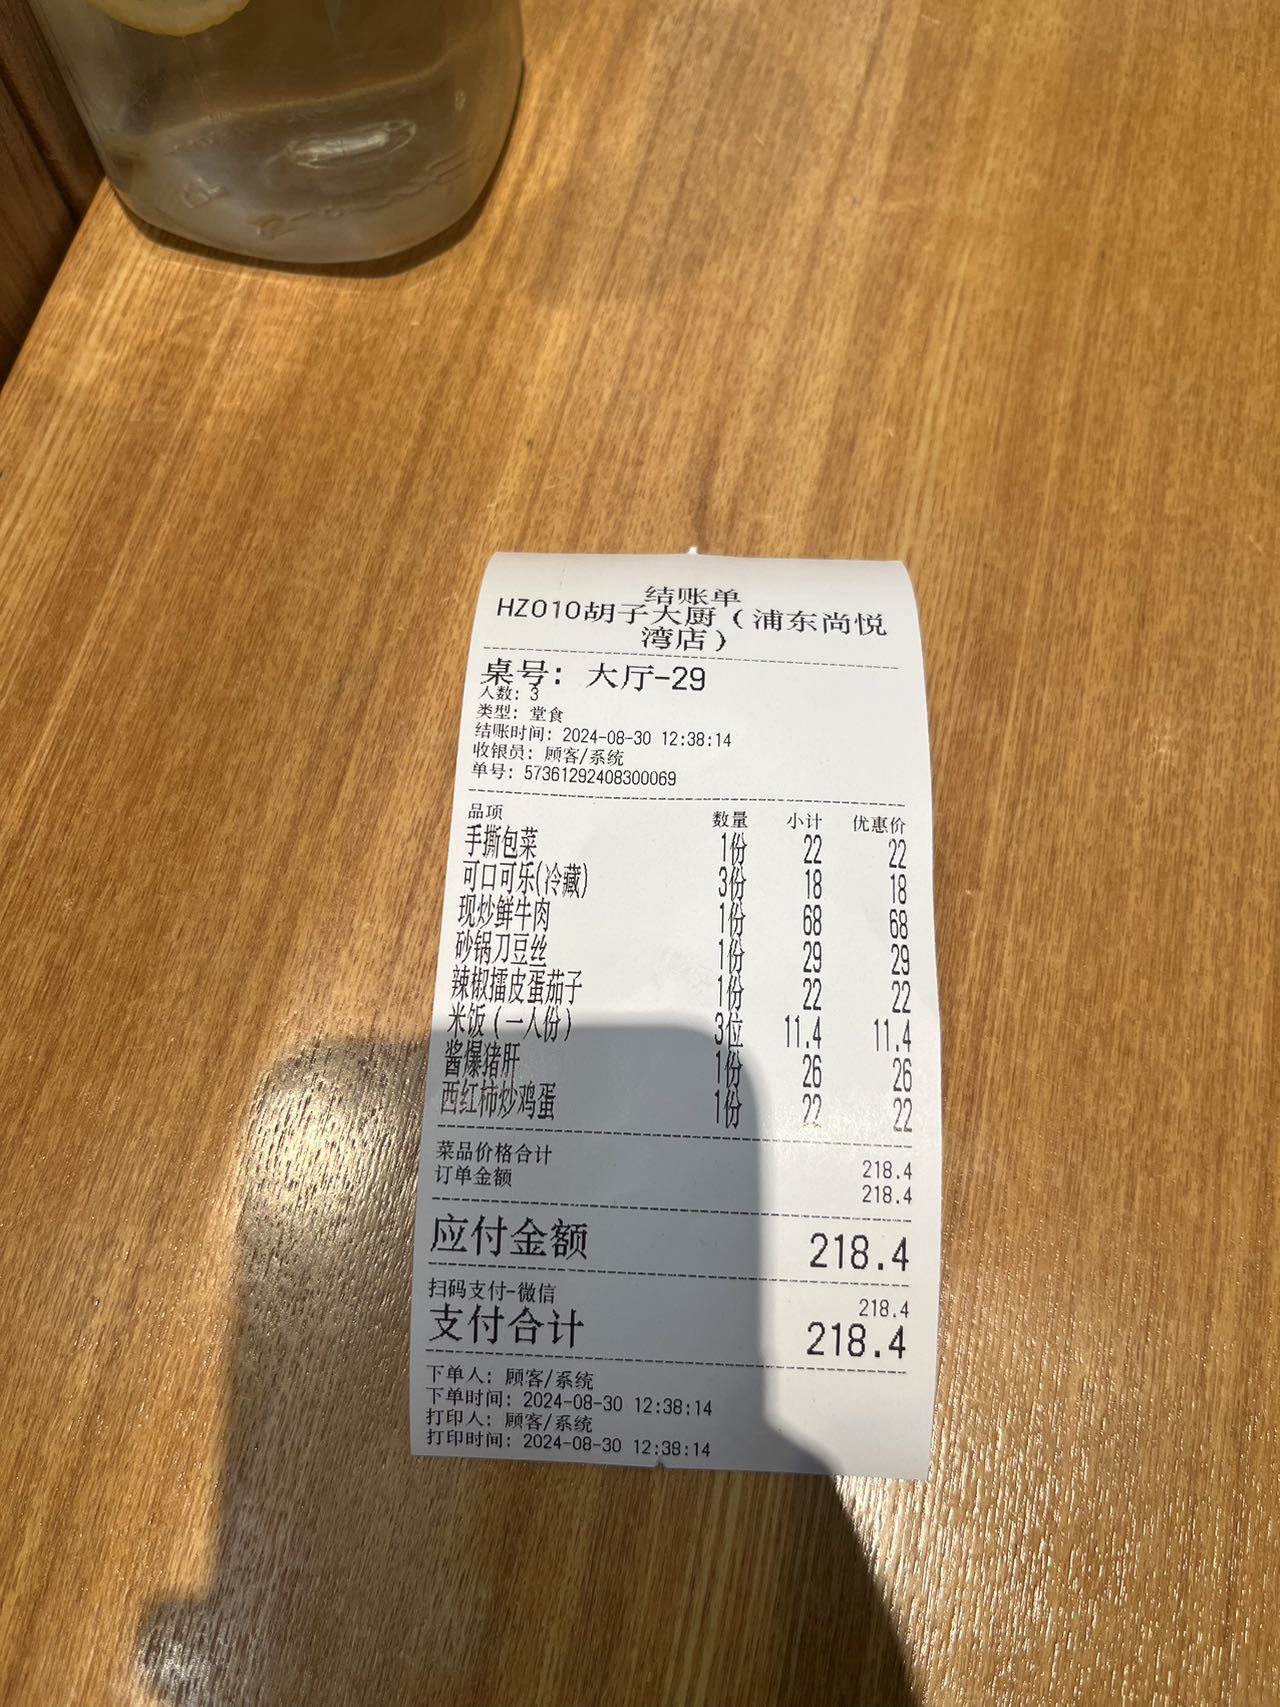 结账单
HZ010胡子大厨（浦东尚悦
湾店）
桌号：大厅-29
人数：3
类型：堂食
结账时间：2024-08-30 12:38:14
收银员：顾客/系统
单号：57361292408300069
品项 数量 小计 优惠价
手撕包菜 1份 22 22
可口可乐(冷藏) 3份 18 18
现炒鲜牛肉 1份 68 68
砂锅刀豆丝 1份 29 29
辣椒擂皮蛋茄子 1份 22 22
米饭（一人份） 3位 11.4 11.4
酱爆猪肝 1份 26 26
西红柿炒鸡蛋 1份 22 22
菜品价格合计 218.4
订单金额 218.4
应付金额 218.4
扫码支付-微信 218.4
支付合计 218.4
下单人：顾客/系统
下单时间：2024-08-30 12:38:14
打印人：顾客/系统
打印时间：2024-08-30 12:38:14